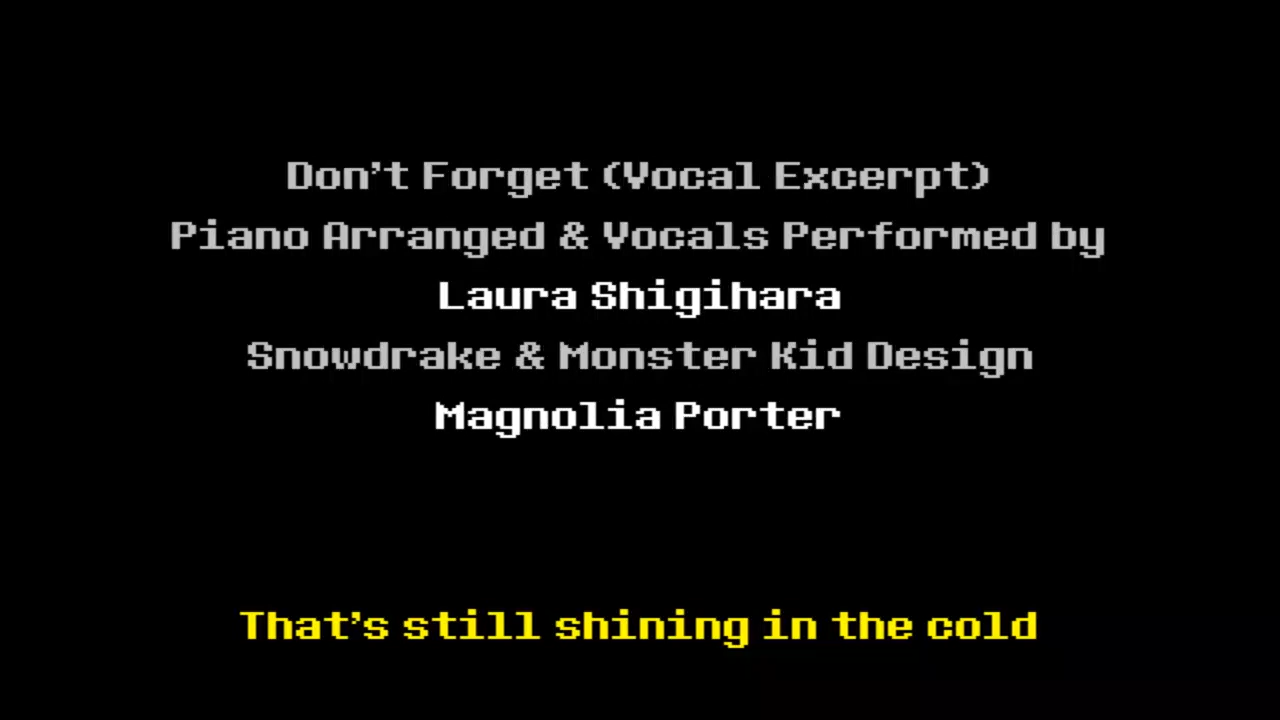 Don't Forget (Vocal Excerpt)
Piano Arranged & Vocals Performed by
Laura Shigihara
Snowdrake & Monster Kid Design
Magnolia Porter
That's still shining in the cold